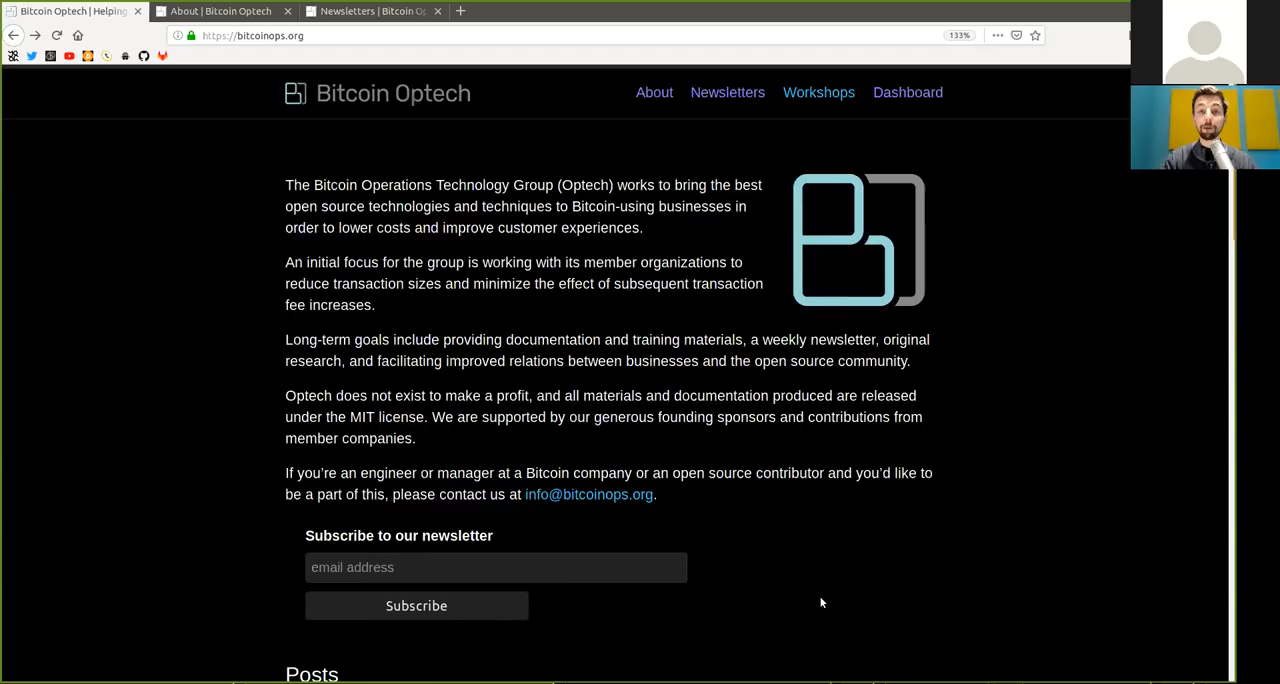 Bitcoin Optech | Helping
About | Bitcoin Optech
Newsletters | Bitcoin Op
https://bitcoinops.org
133%
Bitcoin Optech
About
Newsletters
Workshops
Dashboard
The Bitcoin Operations Technology Group (Optech) works to bring the best
open source technologies and techniques to Bitcoin-using businesses in
order to lower costs and improve customer experiences.
An initial focus for the group is working with its member organizations to
reduce transaction sizes and minimize the effect of subsequent transaction
fee increases.
Long-term goals include providing documentation and training materials, a weekly newsletter, original
research, and facilitating improved relations between businesses and the open source community.
Optech does not exist to make a profit, and all materials and documentation produced are released
under the MIT license. We are supported by our generous founding sponsors and contributions from
member companies.
If you’re an engineer or manager at a Bitcoin company or an open source contributor and you’d like to
be a part of this, please contact us at info@bitcoinops.org.
Subscribe to our newsletter
email address
Subscribe
Posts